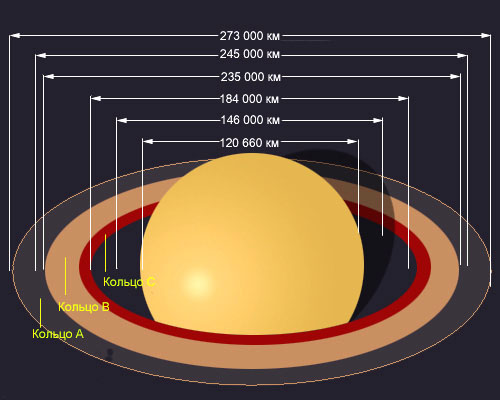 273 000 км
245 000 км
235 000 км
184 000 км
146 000 км
120 660 км
Кольцо C
Кольцо B
Кольцо A